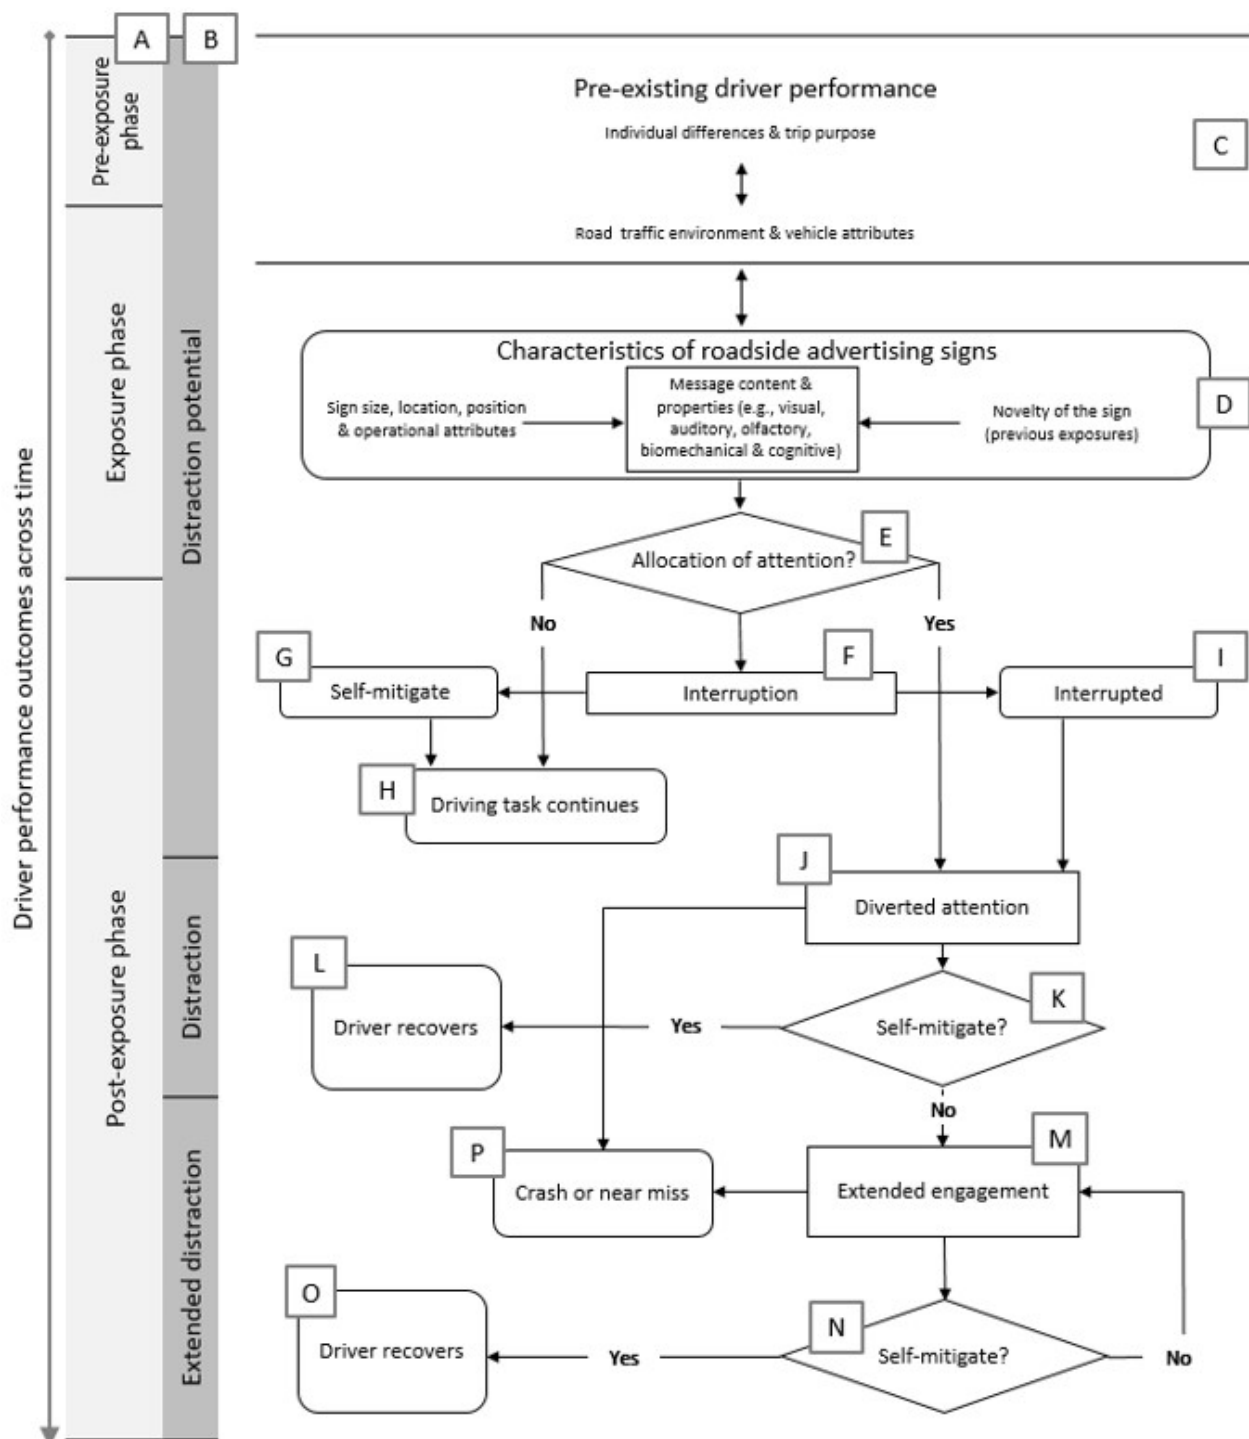 A
B
Driver performance outcomes across time
Pre-exposure
phase
Exposure phase
Post-exposure phase
Distraction potential
Distraction
Extended distraction
Pre-existing driver performance
Individual differences & trip purpose
C
Road traffic environment & vehicle attributes
Characteristics of roadside advertising signs
D
Sign size, location, position
& operational attributes
Message content &
properties (e.g., visual,
auditory, olfactory,
biomechanical & cognitive)
Novelty of the sign
(previous exposures)
E
Allocation of attention?
No
Yes
G
Self-mitigate
F
Interruption
I
Interrupted
H
Driving task continues
J
Diverted attention
L
Driver recovers
Yes
K
Self-mitigate?
No
P
Crash or near miss
M
Extended engagement
O
Driver recovers
Yes
N
Self-mitigate?
No